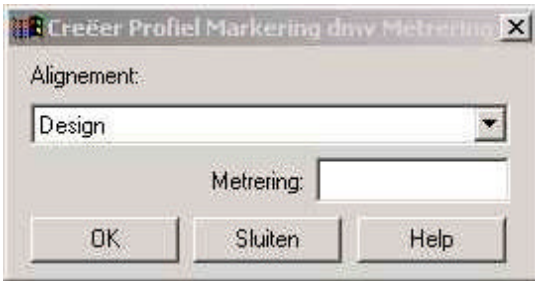 Creëer Profiel Markering dmv Metrering
Alignement:
Design
Metrering:
OK Sluiten Help